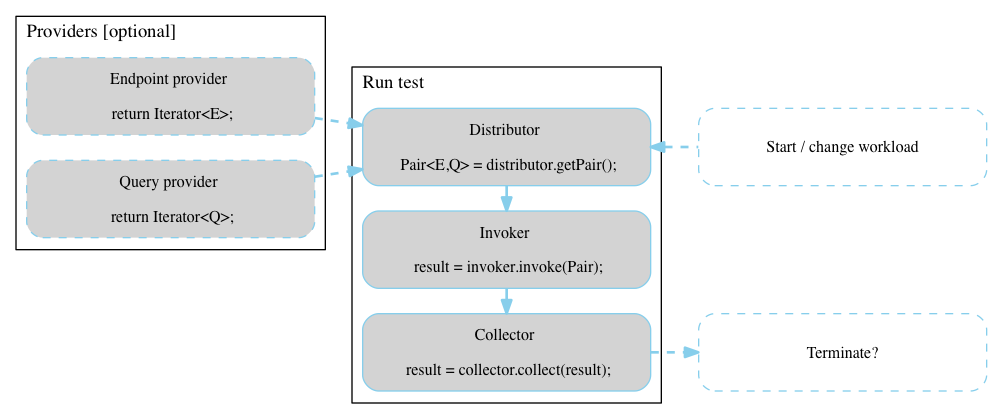 Providers [optional]
Endpoint provider
return Iterator<E>;
Query provider
return Iterator<Q>;
Run test
Distributor
Pair<E,Q> = distributor.getPair();
Invoker
result = invoker.invoke(Pair);
Collector
result = collector.collect(result);
Start / change workload
Terminate?